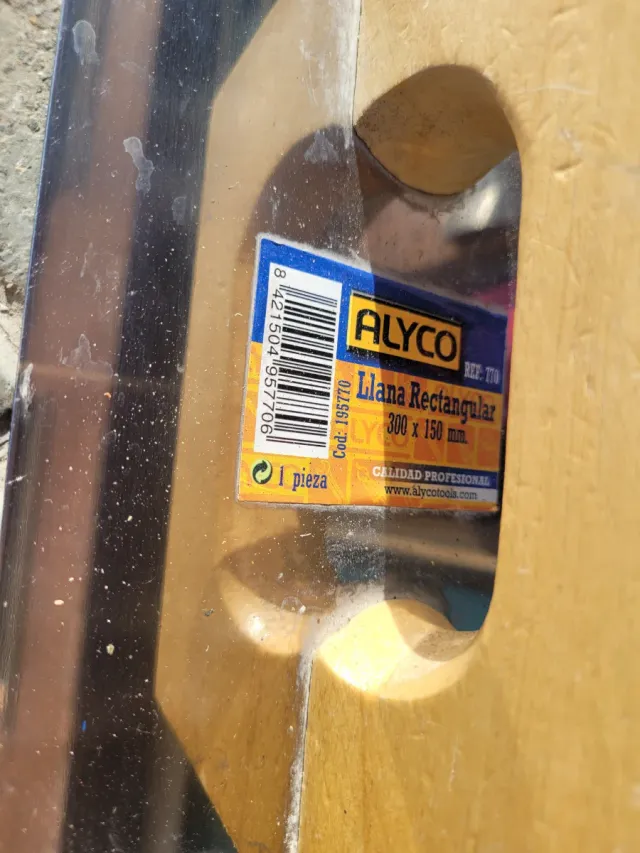 8 421504 957706
Cod: 195770
ALYCO
REF: 770
Llana Rectangular
300 x 150 mm.
CALIDAD PROFESIONAL
www.alycotools.com
1 pieza